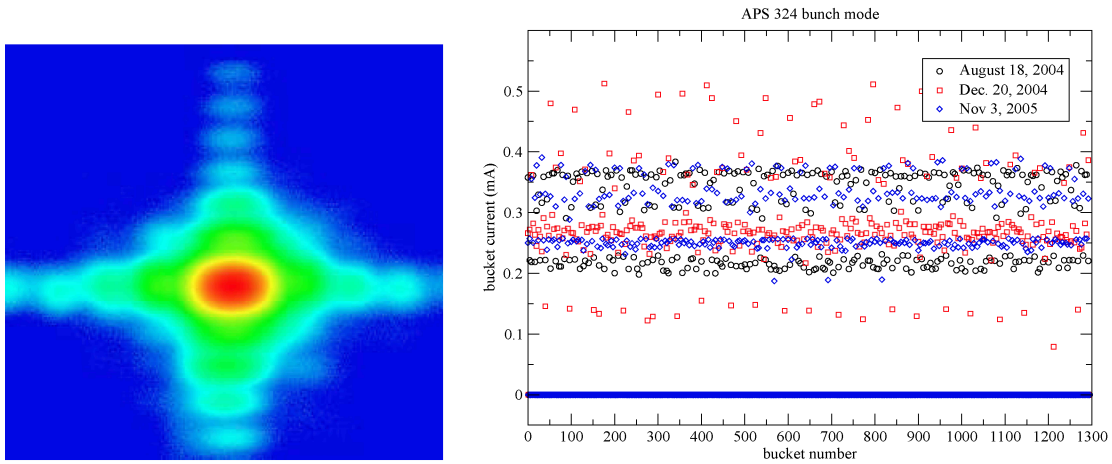 APS 324 bunch mode
August 18, 2004
Dec. 20, 2004
Nov 3, 2005
bucket current (mA)
0.5
0.4
0.3
0.2
0.1
0
0 100 200 300 400 500 600 700 800 900 1000 1100 1200 1300
bucket number